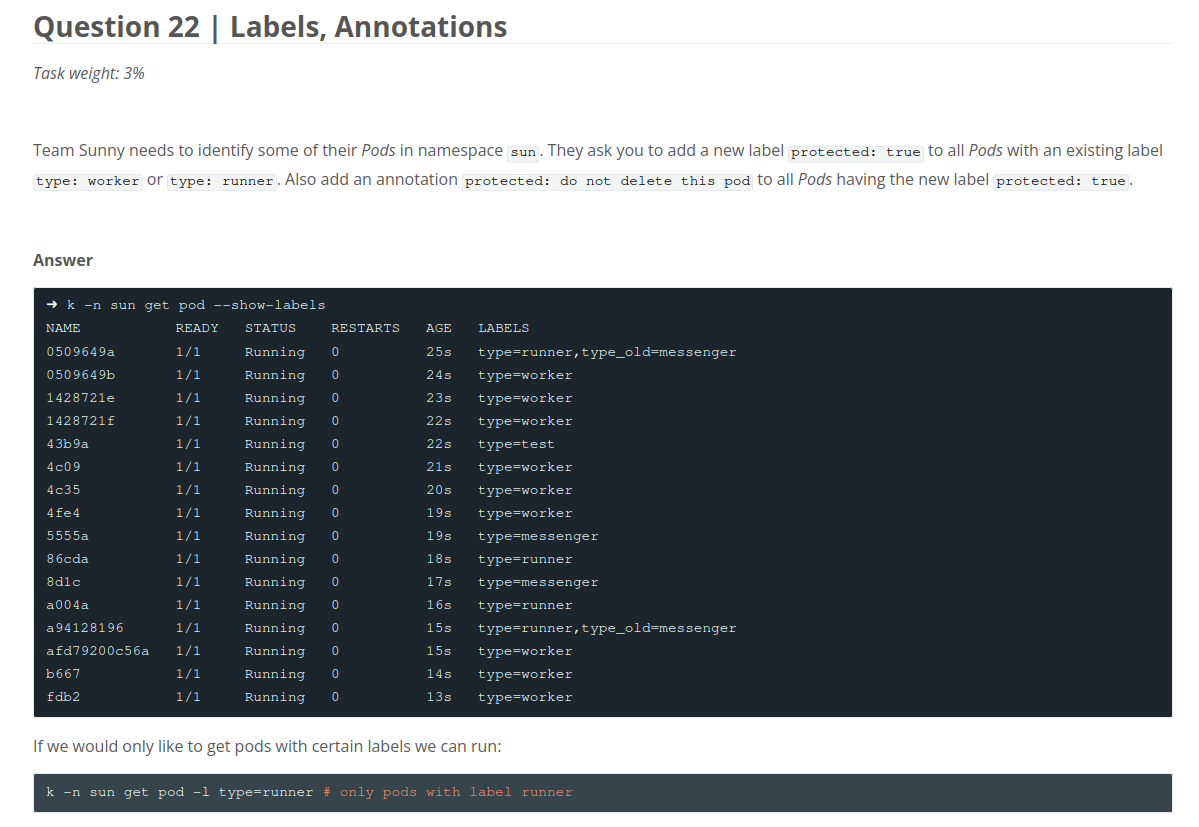 Question 22 | Labels, Annotations
Task weight: 3%
Team Sunny needs to identify some of their Pods in namespace sun. They ask you to add a new label protected: true to all Pods with an existing label
type: worker or type: runner. Also add an annotation protected: do not delete this pod to all Pods having the new label protected: true.
Answer
➜ k -n sun get pod --show-labels
NAME READY STATUS RESTARTS AGE LABELS
0509649a 1/1 Running 0 25s type=runner,type_old=messenger
0509649b 1/1 Running 0 24s type=worker
1428721e 1/1 Running 0 23s type=worker
1428721f 1/1 Running 0 22s type=worker
43b9a 1/1 Running 0 22s type=test
4c09 1/1 Running 0 21s type=worker
4c35 1/1 Running 0 20s type=worker
4fe4 1/1 Running 0 19s type=worker
5555a 1/1 Running 0 19s type=messenger
86cda 1/1 Running 0 18s type=runner
8d1c 1/1 Running 0 17s type=messenger
a004a 1/1 Running 0 16s type=runner
a94128196 1/1 Running 0 15s type=runner,type_old=messenger
afd79200c56a 1/1 Running 0 15s type=worker
b667 1/1 Running 0 14s type=worker
fdb2 1/1 Running 0 13s type=worker
If we would only like to get pods with certain labels we can run:
k -n sun get pod -l type=runner # only pods with label runner